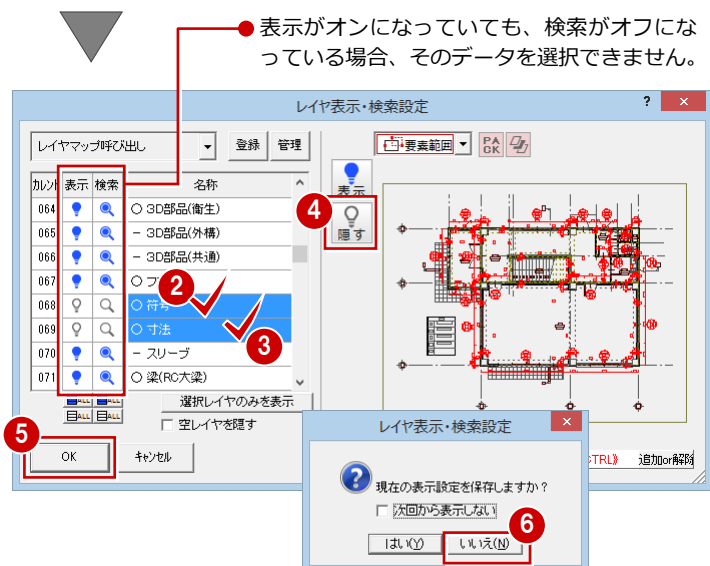 表示がオンになっていても、検索がオフにな
っている場合、そのデータを選択できません。
レイヤ表示・検索設定
? ×
レイヤマップ呼び出し
登録
管理
要素範囲
PACK
カレント 表示 検索 名称
064 ○ 3D部品(衛生)
065 − 3D部品(外構)
066 − 3D部品(共通)
067 ○ フ
068 ○ 符号
069 ○ 寸法
070 − スリーブ
071 ○ 梁(RC大梁)
2
3
表示
4
隠す
ALL ALL
ALL ALL
選択レイヤのみを表示
空レイヤを隠す
5
OK
キャンセル
CTRL》 追加or解除
レイヤ表示・検索設定
×
現在の表示設定を保存しますか?
次回から表示しない
6
はい(Y)
いいえ(N)